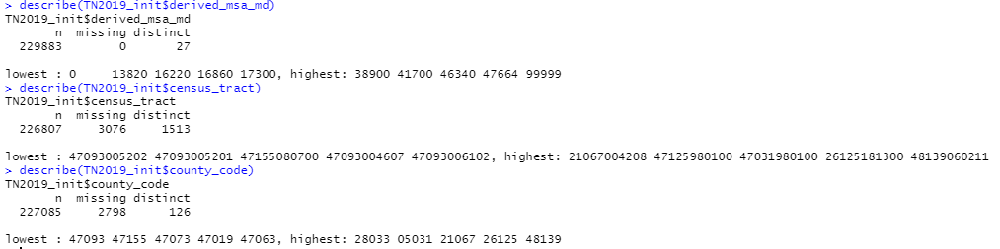 > describe(TN2019_init$derived_msa_md)
TN2019_init$derived_msa_md
n missing distinct
229883 0 27
lowest : 0 13820 16220 16860 17300, highest: 38900 41700 46340 47664 99999
> describe(TN2019_init$census_tract)
TN2019_init$census_tract
n missing distinct
226807 3076 1513
lowest : 47093005202 47093005201 47155080700 47093004607 47093006102, highest: 21067004208 47125980100 47031980100 26125181300 48139060211
> describe(TN2019_init$county_code)
TN2019_init$county_code
n missing distinct
227085 2798 126
lowest : 47093 47155 47073 47019 47063, highest: 28033 05031 21067 26125 48139